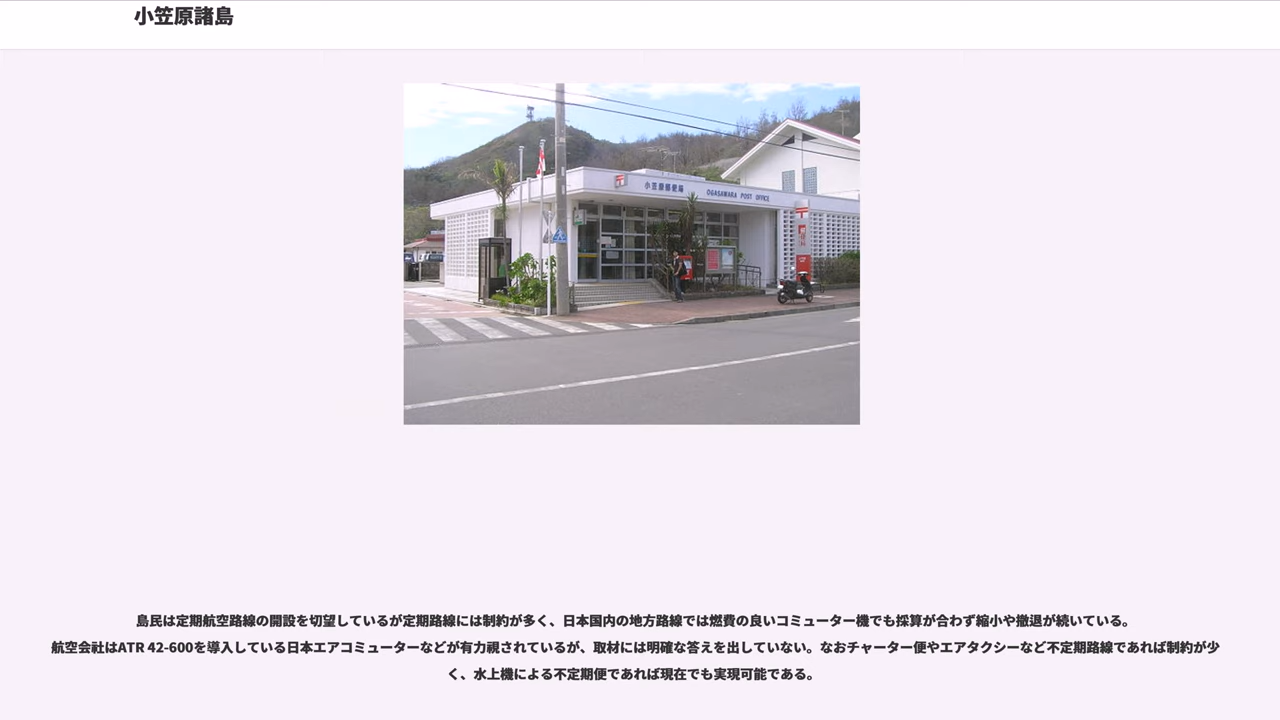 小笠原諸島
小笠原郵便局 OGASAWARA POST OFFICE
島民は定期航空路線の開設を切望しているが定期路線には制約が多く、日本国内の地方路線では燃費の良いコミューター機でも採算が合わず縮小や撤退が続いている。
航空会社はATR 42-600を導入している日本エアコミューターなどが有力視されているが、取材には明確な答えを出していない。なおチャーター便やエアタクシーなど不定期路線であれば制約が少
く、水上機による不定期便であれば現在でも実現可能である。